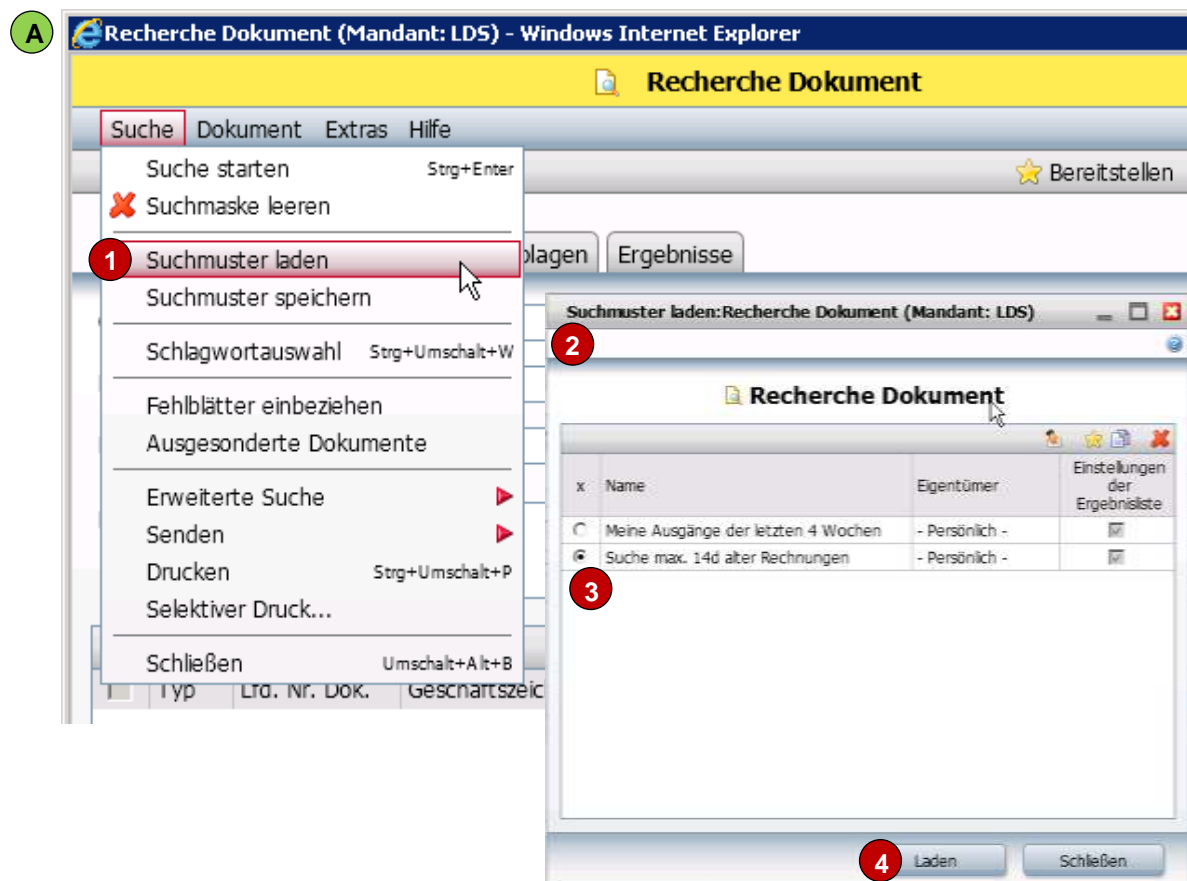 A
Recherche Dokument (Mandant: LDS) - Windows Internet Explorer
Recherche Dokument
Suche Dokument Extras Hilfe
Bereitstellen
Suche starten Strg+Enter
Suchmaske leeren
1
Suchmuster laden
Suchmuster speichern
Schlagwortauswahl Strg+Umschalt+W
Fehlblätter einbeziehen
Ausgesonderte Dokumente
Erweiterte Suche
Senden
Drucken Strg+Umschalt+P
Selektiver Druck...
Schließen Umschalt+Alt+B
lagen Ergebnisse
Typ Lfd. Nr. Dok. Geschäftszeic
Suchmuster laden:Recherche Dokument (Mandant: LDS)
2
Recherche Dokument
x Name Eigentümer Einstellungen
der
Ergebnisliste
Meine Ausgänge der letzten 4 Wochen - Persönlich -
Suche max. 14d alter Rechnungen - Persönlich -
3
4 Laden Schließen